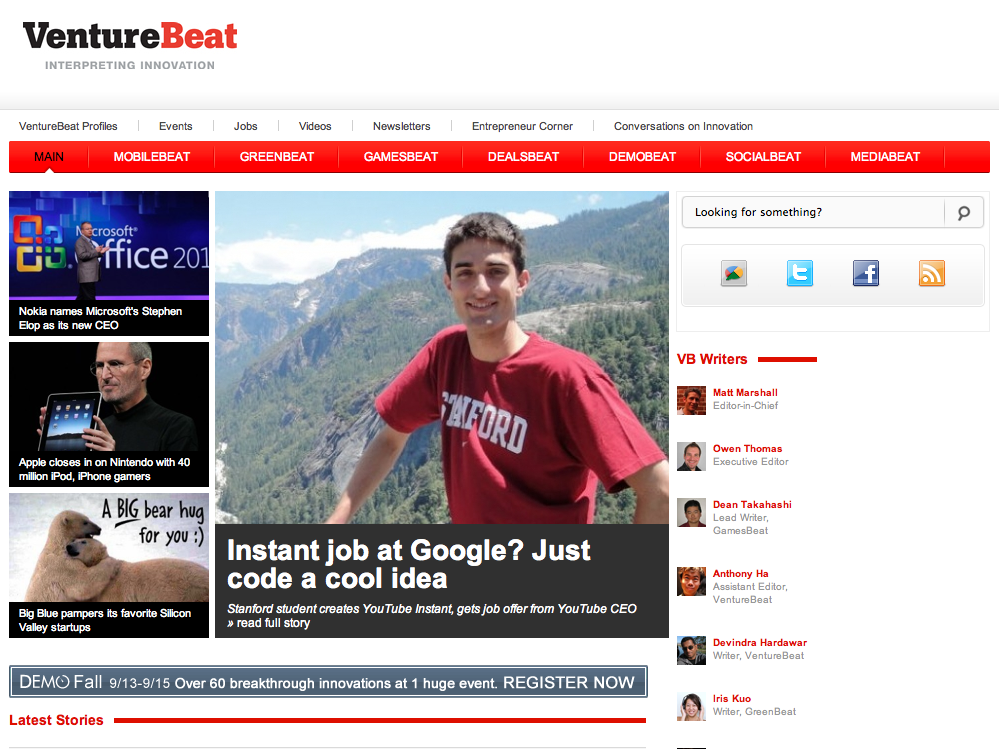 VentureBeat
INTERPRETING INNOVATION
VentureBeat Profiles
Events
Jobs
Videos
Newsletters
Entrepreneur Corner
Conversations on Innovation
MAIN
MOBILEBEAT
GREENBEAT
GAMESBEAT
DEALSBEAT
DEMOBEAT
SOCIALBEAT
MEDIABEAT
Microsoft®
Office 201
Nokia names Microsoft's Stephen
Elop as its new CEO
Apple closes in on Nintendo with 40
million iPod, iPhone gamers
A BIG bear hug
for you :)
Big Blue pampers its favorite Silicon
Valley startups
STANFORD
Instant job at Google? Just
code a cool idea
Stanford student creates YouTube Instant, gets job offer from YouTube CEO
» read full story
Looking for something?
VB Writers
Matt Marshall
Editor-in-Chief
Owen Thomas
Executive Editor
Dean Takahashi
Lead Writer,
GamesBeat
Anthony Ha
Assistant Editor,
VentureBeat
Devindra Hardawar
Writer, VentureBeat
Iris Kuo
Writer, GreenBeat
DEMO Fall 9/13-9/15 Over 60 breakthrough innovations at 1 huge event. REGISTER NOW
Latest Stories